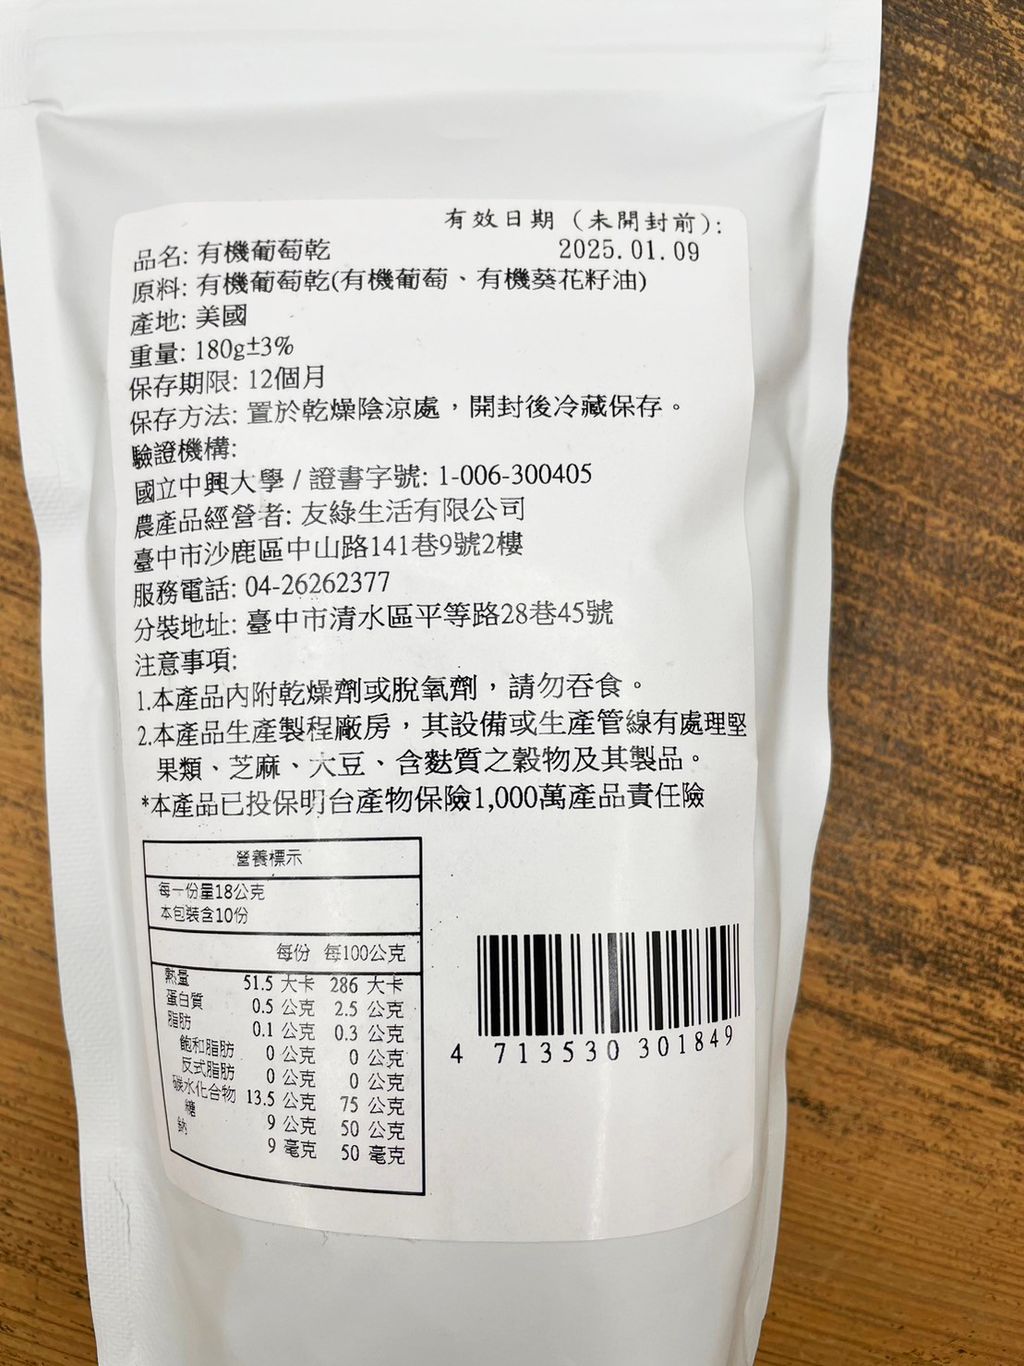 有效日期（未開封前）:
2025.01.09
品名: 有機葡萄乾
原料: 有機葡萄乾(有機葡萄、有機葵花籽油)
產地: 美國
重量: 180g±3%
保存期限: 12個月
保存方法: 置於乾燥陰涼處，開封後冷藏保存。
驗證機構:
國立中興大學 / 證書字號: 1-006-300405
農產品經營者: 友綠生活有限公司
臺中市沙鹿區中山路141巷9號2樓
服務電話: 04-26262377
分裝地址: 臺中市清水區平等路28巷45號
注意事項:
1.本產品內附乾燥劑或脫氧劑，請勿吞食。
2.本產品生產製程廠房，其設備或生產管線有處理堅
果類、芝麻、大豆、含麩質之穀物及其製品。
*本產品已投保明台產物保險1,000萬產品責任險
營養標示
每一份量18公克
本包裝含10份
每份 每100公克
熱量 51.5 大卡 286 大卡
蛋白質 0.5 公克 2.5 公克
脂肪 0.1 公克 0.3 公克
飽和脂肪 0 公克 0 公克
反式脂肪 0 公克 0 公克
碳水化合物 13.5 公克 75 公克
糖 9 公克 50 公克
鈉 9 毫克 50 毫克
4 713530 301849